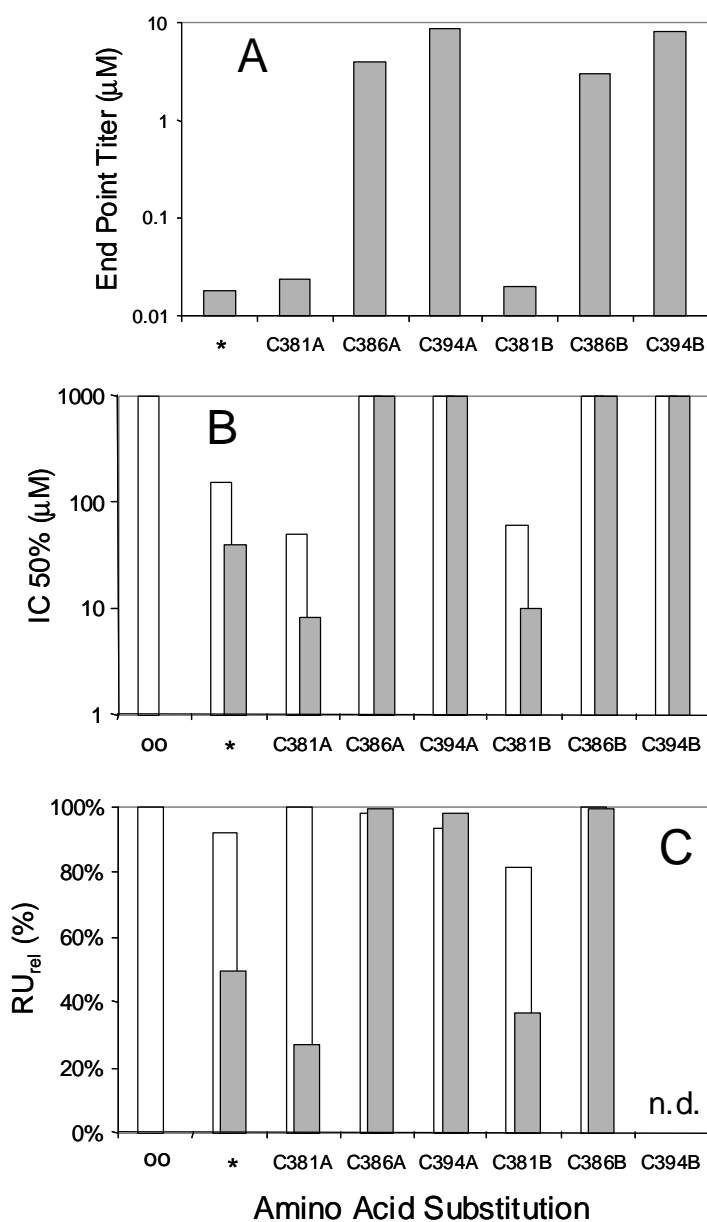 A
End Point Titer (μM)
10
1
0.1
0.01
* C381A C386A C394A C381B C386B C394B
B
IC 50% (μM)
1000
100
10
1
oo * C381A C386A C394A C381B C386B C394B
C
RUrel (%)
100%
80%
60%
40%
20%
0%
n.d.
oo * C381A C386A C394A C381B C386B C394B
Amino Acid Substitution